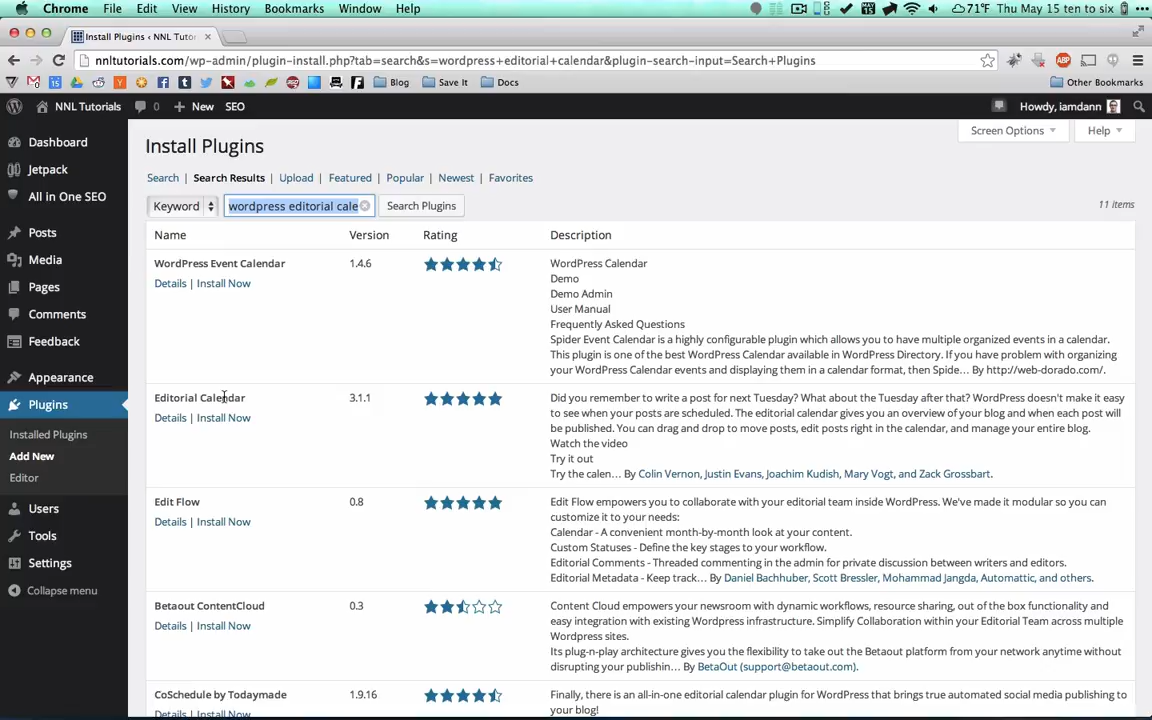 Chrome File Edit View History Bookmarks Window Help 71°F Thu May 15 ten to six
Install Plugins ‹ NNL Tutor
nnltutorials.com/wp-admin/plugin-install.php?tab=search&s=wordpress+editorial+calendar&plugin-search-input=Search+Plugins
Blog Save It Docs Other Bookmarks
NNL Tutorials 0 New SEO Howdy, iamdann
Screen Options Help
Dashboard
Jetpack
All in One SEO
Posts
Media
Pages
Comments
Feedback
Appearance
Plugins
Installed Plugins
Add New
Editor
Users
Tools
Settings
Collapse menu
Install Plugins
Search | Search Results | Upload | Featured | Popular | Newest | Favorites
Keyword wordpress editorial cale Search Plugins 11 items
Name Version Rating Description
WordPress Event Calendar 1.4.6
Details | Install Now
WordPress Calendar
Demo
Demo Admin
User Manual
Frequently Asked Questions
Spider Event Calendar is a highly configurable plugin which allows you to have multiple organized events in a calendar.
This plugin is one of the best WordPress Calendar available in WordPress Directory. If you have problem with organizing
your WordPress Calendar events and displaying them in a calendar format, then Spide… By http://web-dorado.com/.
Editorial Calendar 3.1.1
Details | Install Now
Did you remember to write a post for next Tuesday? What about the Tuesday after that? WordPress doesn't make it easy
to see when your posts are scheduled. The editorial calendar gives you an overview of your blog and when each post will
be published. You can drag and drop to move posts, edit posts right in the calendar, and manage your entire blog.
Watch the video
Try it out
Try the calen… By Colin Vernon, Justin Evans, Joachim Kudish, Mary Vogt, and Zack Grossbart.
Edit Flow 0.8
Details | Install Now
Edit Flow empowers you to collaborate with your editorial team inside WordPress. We've made it modular so you can
customize it to your needs:
Calendar - A convenient month-by-month look at your content.
Custom Statuses - Define the key stages to your workflow.
Editorial Comments - Threaded commenting in the admin for private discussion between writers and editors.
Editorial Metadata - Keep track… By Daniel Bachhuber, Scott Bressler, Mohammad Jangda, Automattic, and others.
Betaout ContentCloud 0.3
Details | Install Now
Content Cloud empowers your newsroom with dynamic workflows, resource sharing, out of the box functionality and
easy integration with existing Wordpress infrastructure. Simplify Collaboration within your Editorial Team across multiple
Wordpress sites.
Its plug-n-play architecture gives you the flexibility to take out the Betaout platform from your network anytime without
disrupting your publishin… By BetaOut (support@betaout.com).
CoSchedule by Todaymade 1.9.16
Details | Install Now
Finally, there is an all-in-one editorial calendar plugin for WordPress that brings true automated social media publishing to
your blog!